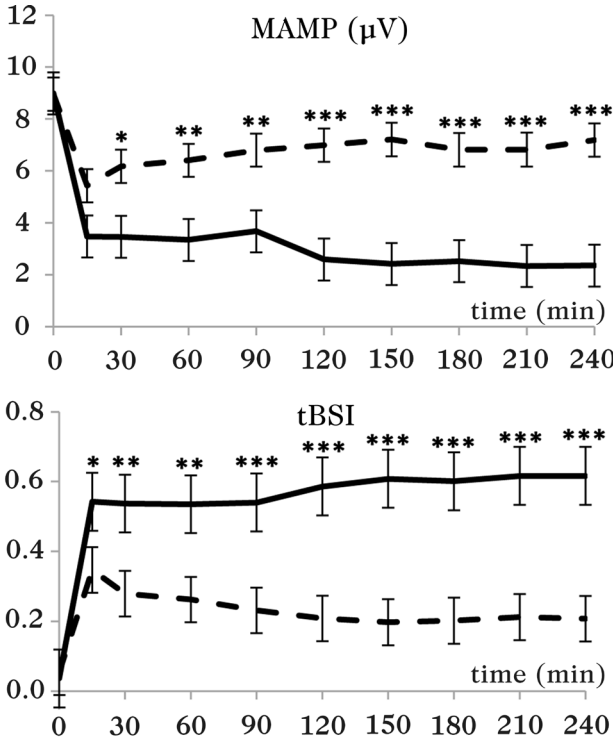 12
MAMP (µV)
10
8
* ** ** *** *** *** *** ***
6
4
2
time (min)
0
0 30 60 90 120 150 180 210 240
0.8
tBSI
* ** ** *** *** *** *** *** ***
0.6
0.4
0.2
time (min)
0.0
0 30 60 90 120 150 180 210 240